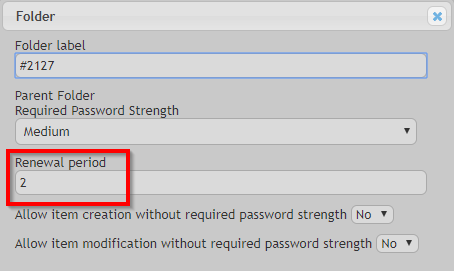 Folder
Folder label
#2127
Parent Folder
Required Password Strength
Medium
Renewal period
2
Allow item creation without required password strength No
Allow item modification without required password strength No